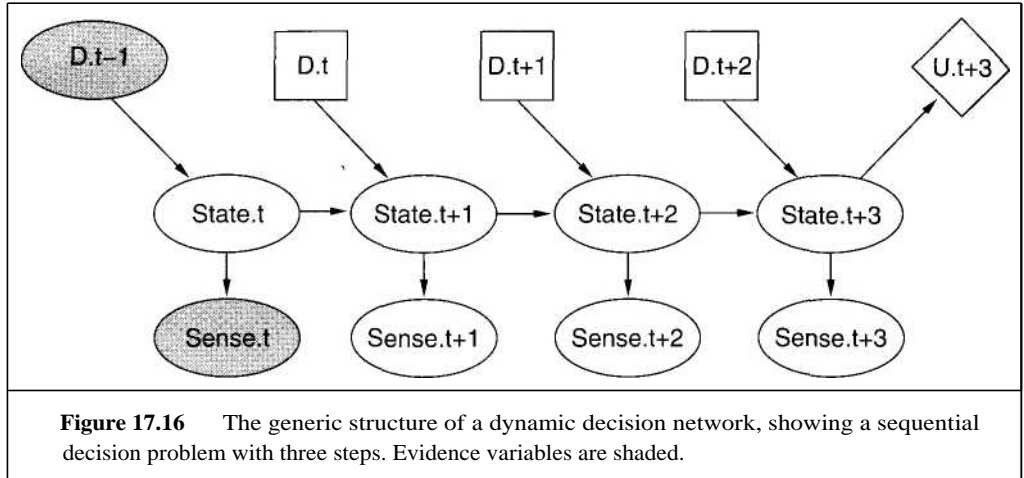 D.t−1
D.t
D.t+1
D.t+2
U.t+3
State.t
State.t+1
State.t+2
State.t+3
Sense.t
Sense.t+1
Sense.t+2
Sense.t+3
Figure 17.16 The generic structure of a dynamic decision network, showing a sequential
decision problem with three steps. Evidence variables are shaded.